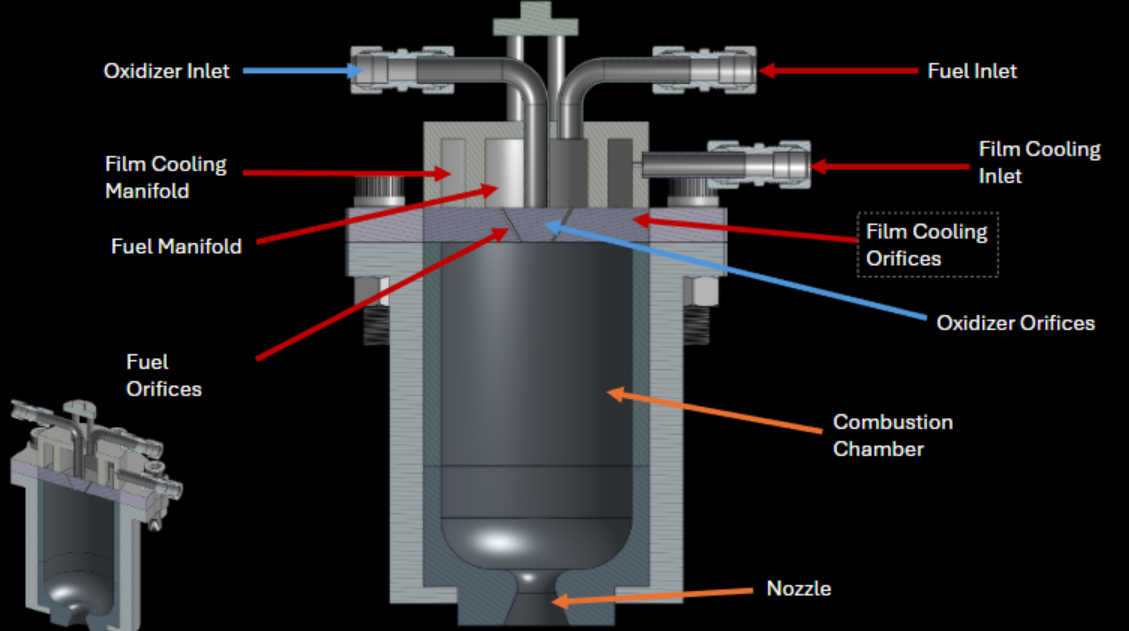 Oxidizer Inlet
Fuel Inlet
Film Cooling
Manifold
Film Cooling
Inlet
Fuel Manifold
Film Cooling
Orifices
Oxidizer Orifices
Fuel
Orifices
Combustion
Chamber
Nozzle